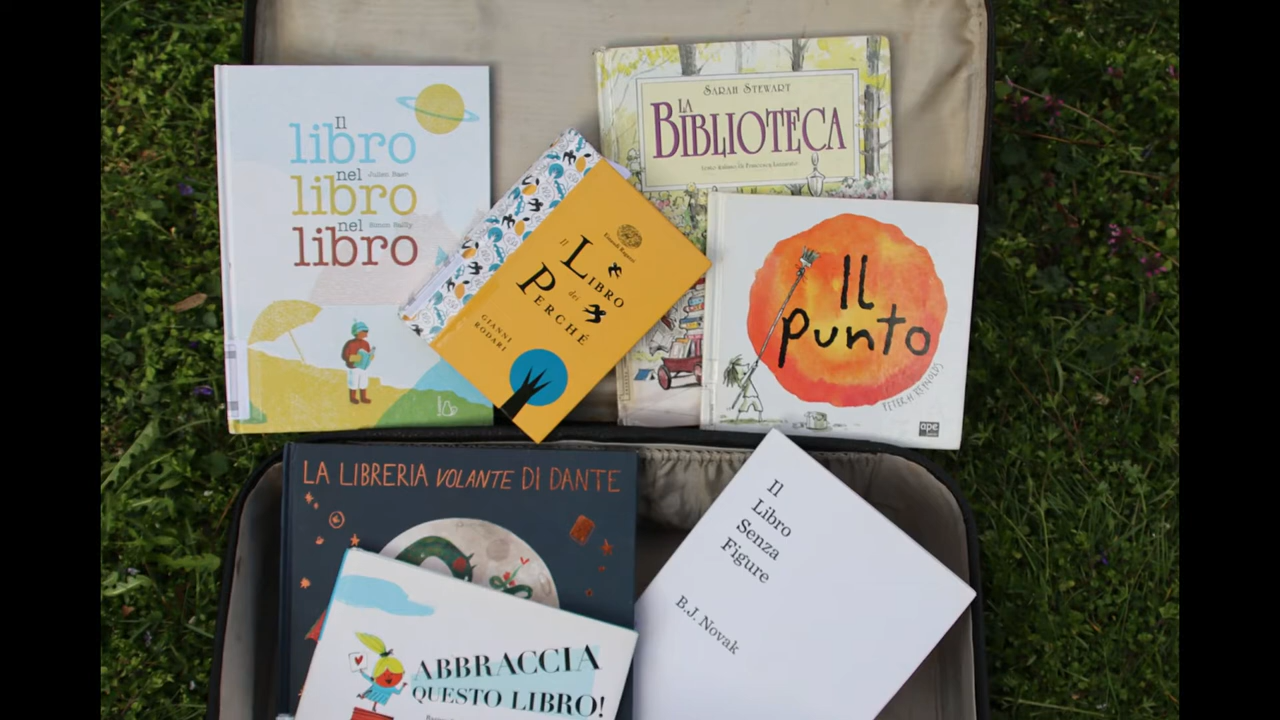 Il
libro
nel
Julien Baer
libro
nel
Simon Bailly
libro
SARAH STEWART
LA
BIBLIOTECA
Einaudi Ragazzi
Il
LIBRO
dei
PERCHÉ
GIANNI
RODARI
Il
punto
PETER H. REYNOLDS
ape
LA LIBRERIA VOLANTE DI DANTE
ABBRACCIA
QUESTO LIBRO!
Il
Libro
Senza
Figure
B.J. Novak